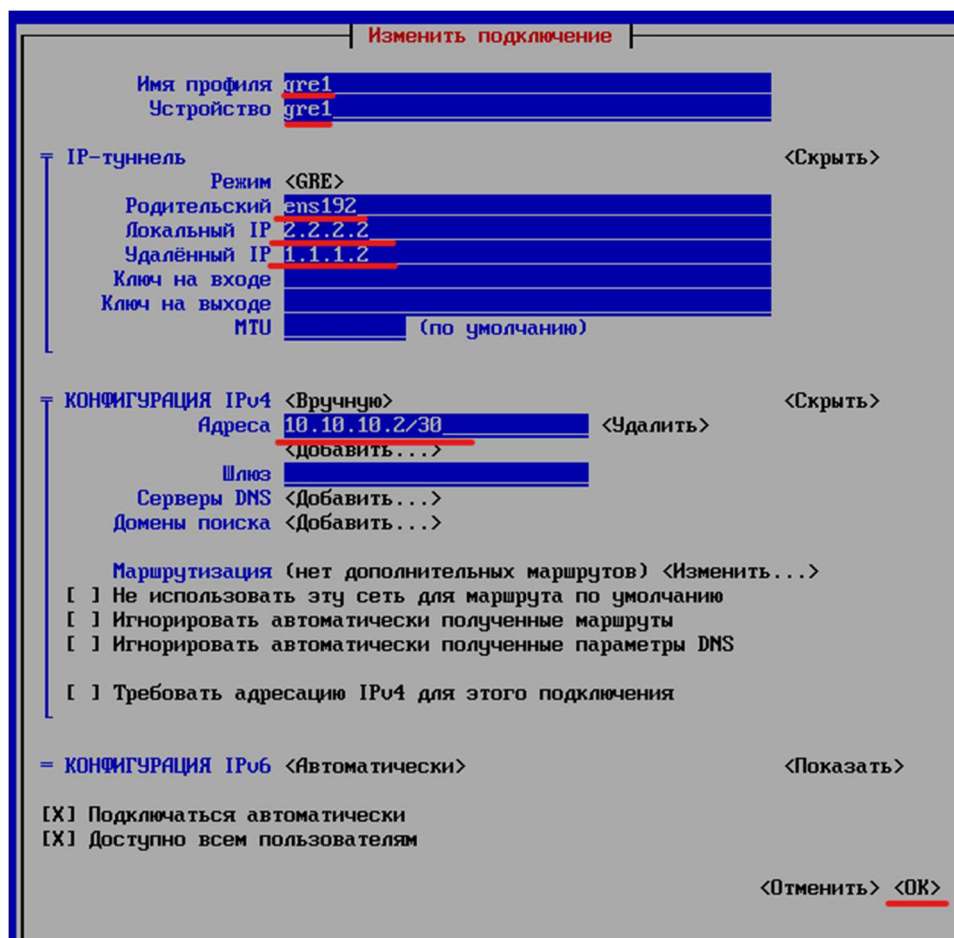 Изменить подключение
Имя профиля gre1
Устройство gre1
IP-туннель <Скрыть>
Режим <GRE>
Родительский ens192
Локальный IP 2.2.2.2
Удалённый IP 1.1.1.2
Ключ на входе
Ключ на выходе
MTU (по умолчанию)
КОНФИГУРАЦИЯ IPv4 <Вручную> <Скрыть>
Адреса 10.10.10.2/30 <Удалить>
<Добавить...>
Шлюз
Серверы DNS <Добавить...>
Домены поиска <Добавить...>
Маршрутизация (нет дополнительных маршрутов) <Изменить...>
[ ] Не использовать эту сеть для маршрута по умолчанию
[ ] Игнорировать автоматически полученные маршруты
[ ] Игнорировать автоматически полученные параметры DNS
[ ] Требовать адресацию IPv4 для этого подключения
= КОНФИГУРАЦИЯ IPv6 <Автоматически> <Показать>
[X] Подключаться автоматически
[X] Доступно всем пользователям
<Отменить> <OK>